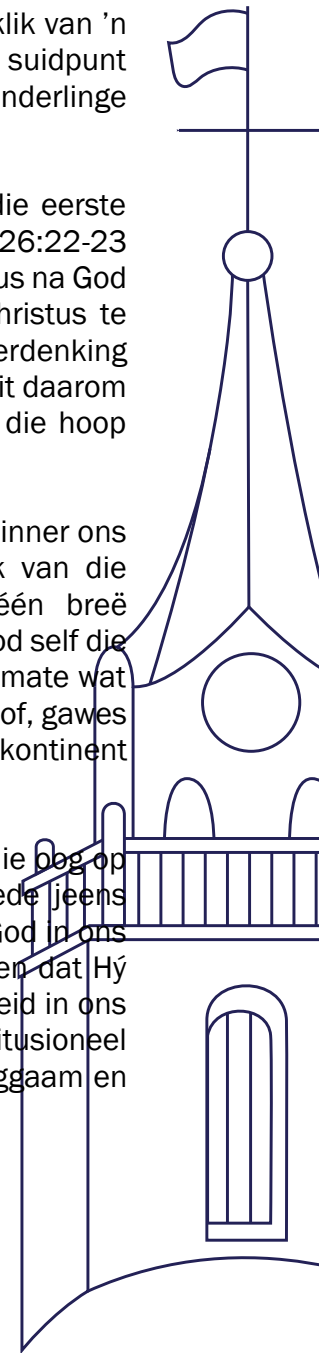 klik van ’n
suidpunt
nderlinge
die eerste
26:22-23
us na God
hristus te
erdenking
it daarom
die hoop
inner ons
k van die
één breë
od self die
mate wat
of, gawes
kontinent
ie oog op
ede jeens
God in ons
en dat Hý
eid in ons
itusioneel
ggaam en